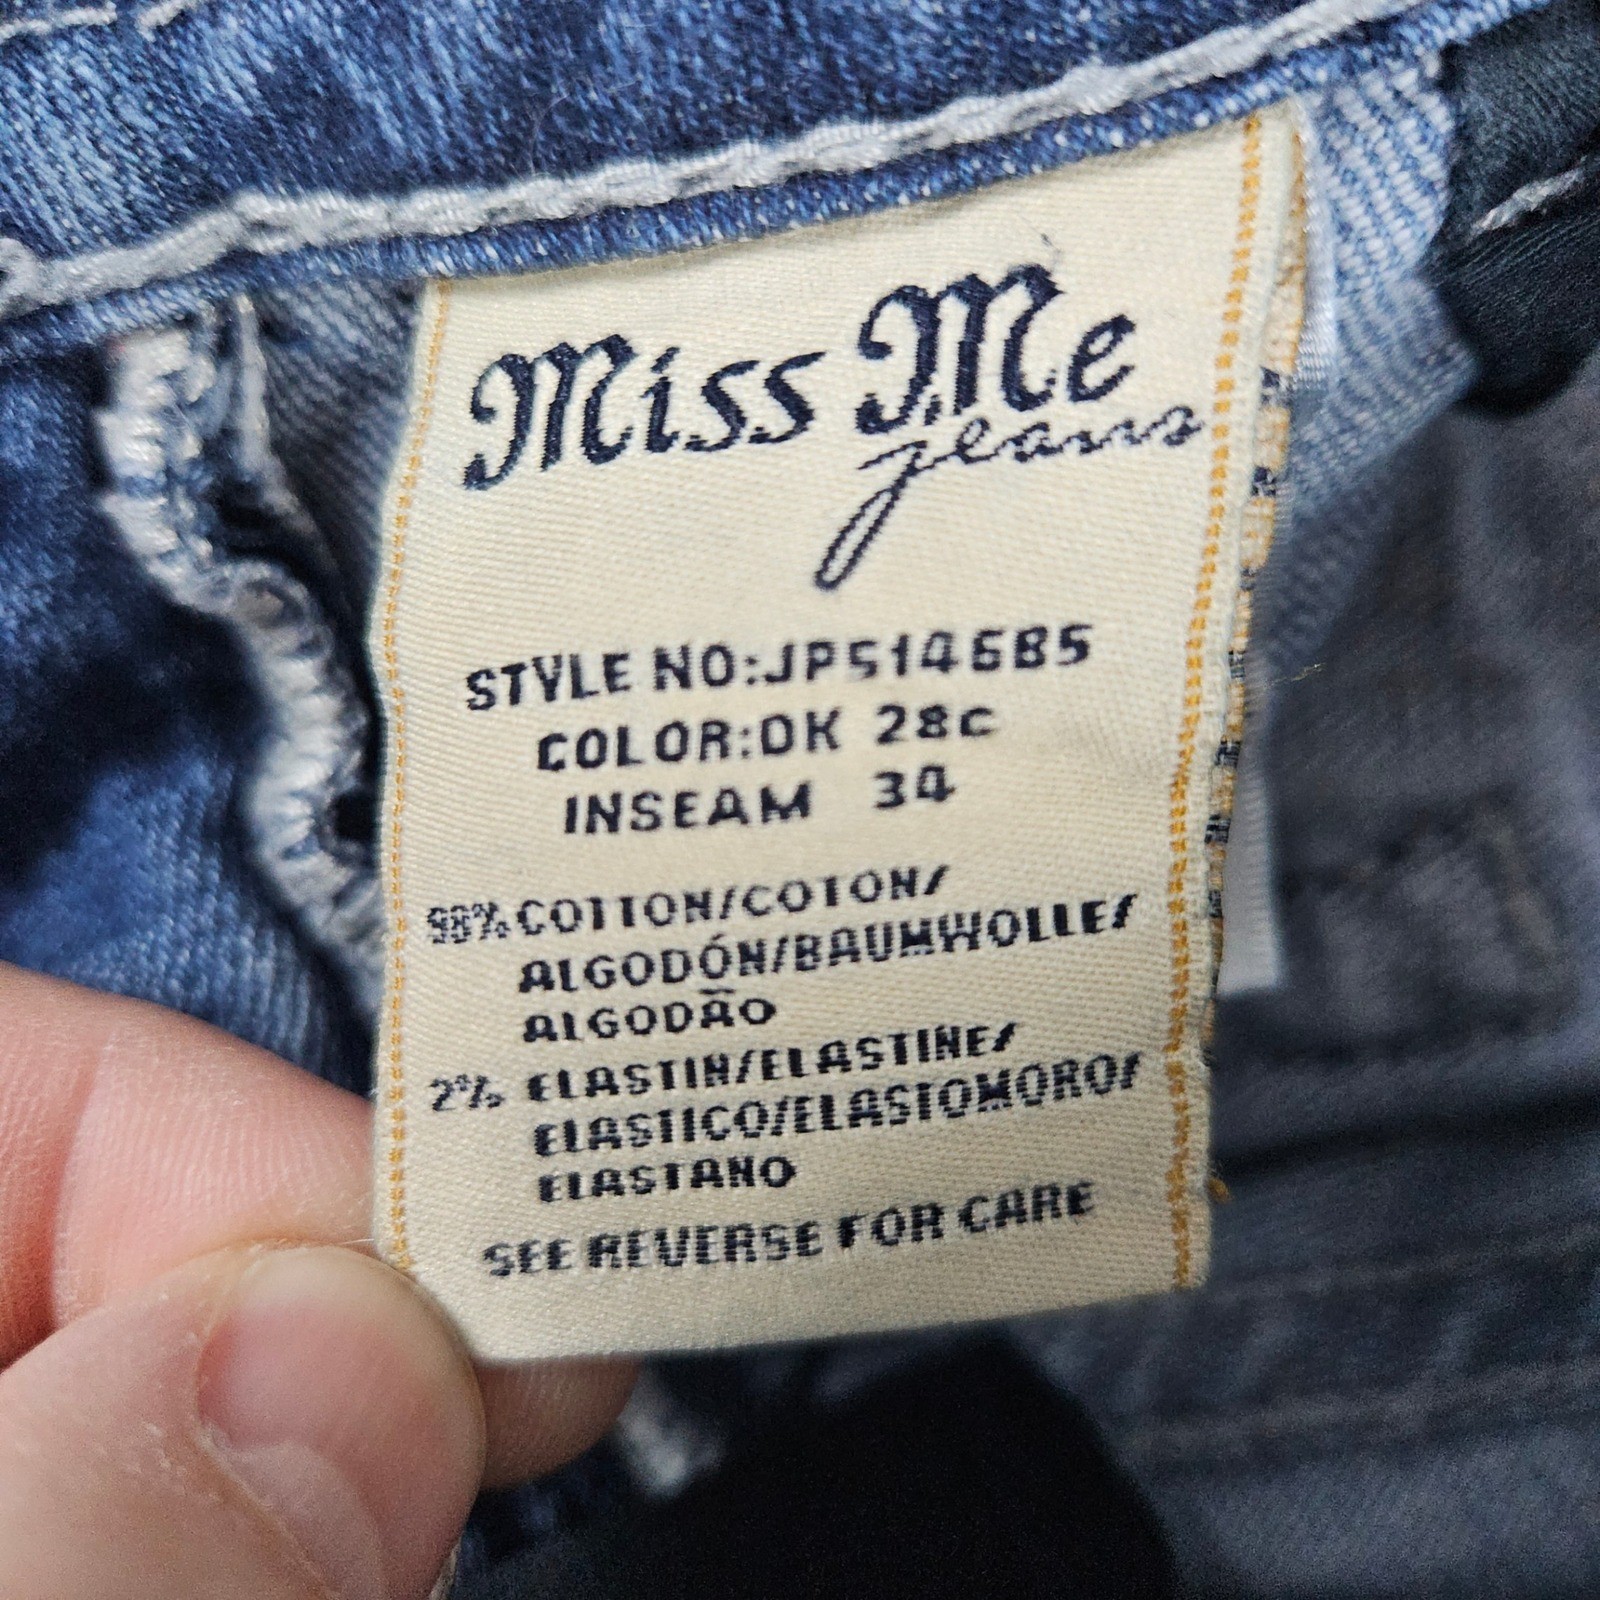 Miss Me
jeans
STYLE NO:JP5146B5
COLOR:DK 28C
INSEAM 34
98% COTTON/COTON/
ALGODÓN/BAUMWOLLE/
ALGODÃO
2% ELASTIN/ELASTINE/
ELASTICO/ELASTOMORO/
ELASTANO
SEE REVERSE FOR CARE